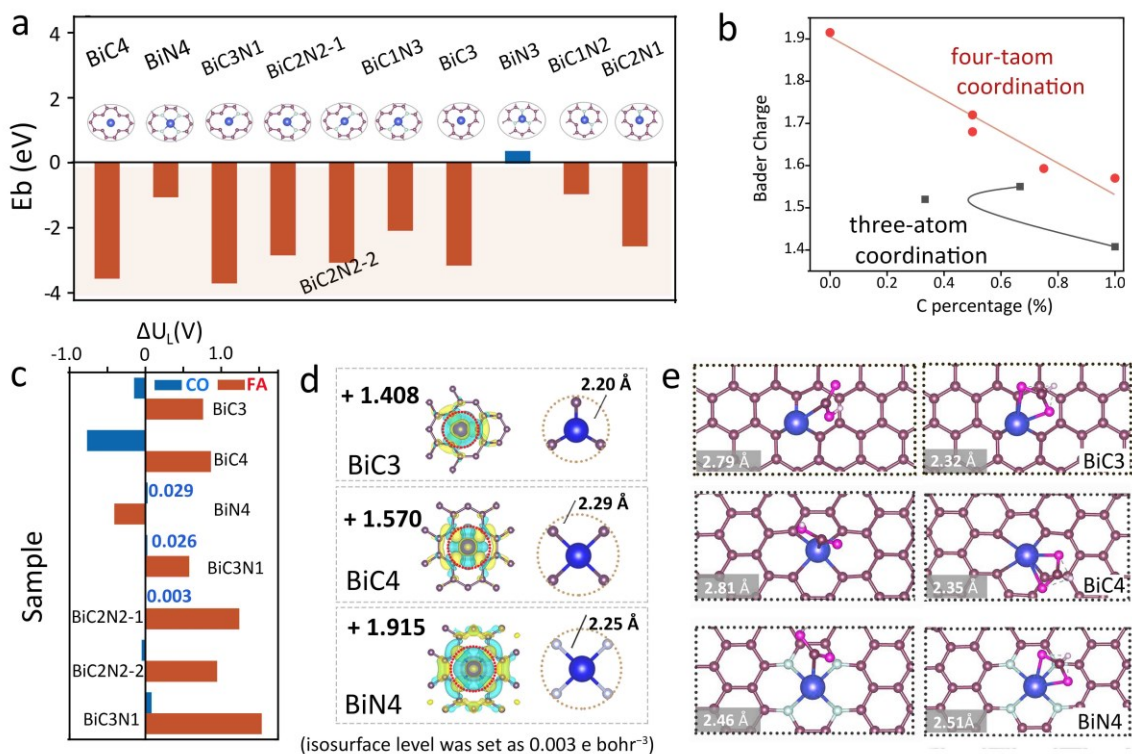 a
4
2
0
-2
-4
Eb (eV)
BiC4
BiN4
BiC3N1
BiC2N2-1
BiC1N3
BiC3
BiN3
BiC1N2
BiC2N1
BiC2N2-2
b
1.9
1.8
1.7
1.6
1.5
1.4
Bader Charge
four-taom
coordination
three-atom
coordination
0.0 0.2 0.4 0.6 0.8 1.0
C percentage (%)
c
ΔU_L(V)
-1.0 0 1.0
CO FA
Sample
BiC3
BiC4
0.029
BiN4
0.026
BiC3N1
0.003
BiC2N2-1
BiC2N2-2
BiC3N1
d
+ 1.408
2.20 Å
BiC3
+ 1.570
2.29 Å
BiC4
+ 1.915
2.25 Å
BiN4
(isosurface level was set as 0.003 e bohr⁻³)
e
2.79 Å
2.32 Å
BiC3
2.81 Å
2.35 Å
BiC4
2.46 Å
2.51Å
BiN4